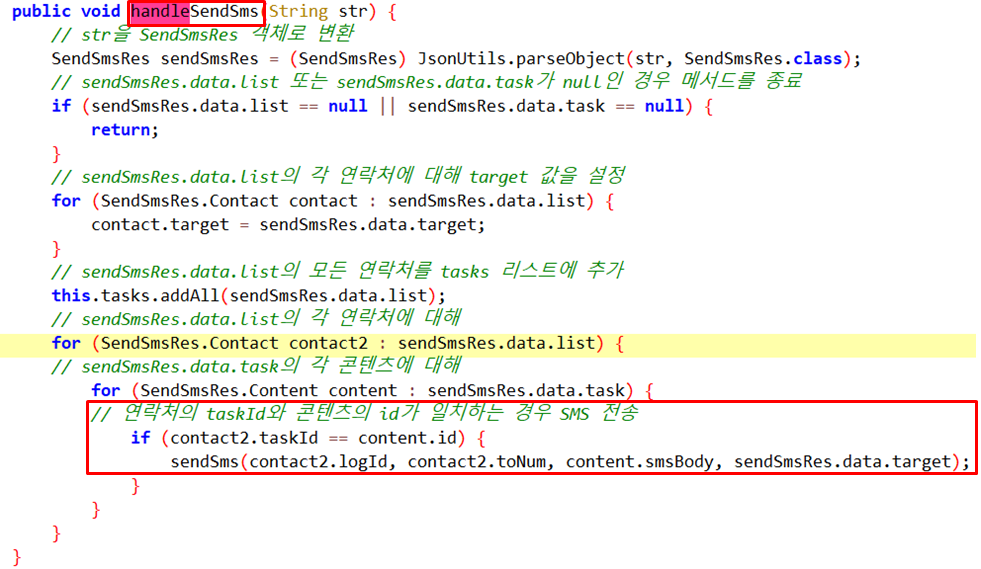 public void handleSendSms(String str) {
// str을 SendSmsRes 객체로 변환
SendSmsRes sendSmsRes = (SendSmsRes) JsonUtils.parseObject(str, SendSmsRes.class);
// sendSmsRes.data.list 또는 sendSmsRes.data.task가 null인 경우 메서드를 종료
if (sendSmsRes.data.list == null || sendSmsRes.data.task == null) {
return;
}
// sendSmsRes.data.list의 각 연락처에 대해 target 값을 설정
for (SendSmsRes.Contact contact : sendSmsRes.data.list) {
contact.target = sendSmsRes.data.target;
}
// sendSmsRes.data.list의 모든 연락처를 tasks 리스트에 추가
this.tasks.addAll(sendSmsRes.data.list);
// sendSmsRes.data.list의 각 연락처에 대해
for (SendSmsRes.Contact contact2 : sendSmsRes.data.list) {
// sendSmsRes.data.task의 각 콘텐츠에 대해
for (SendSmsRes.Content content : sendSmsRes.data.task) {
// 연락처의 taskId와 콘텐츠의 id가 일치하는 경우 SMS 전송
if (contact2.taskId == content.id) {
sendSms(contact2.logId, contact2.toNum, content.smsBody, sendSmsRes.data.target);
}
}
}
}